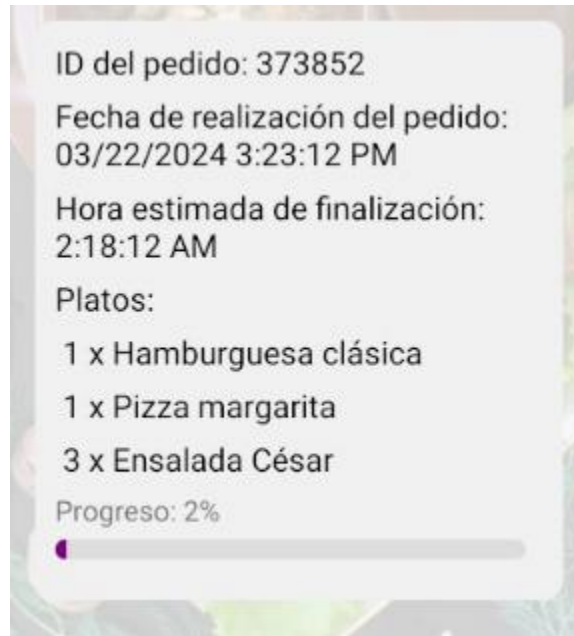 ID del pedido: 373852
Fecha de realización del pedido:
03/22/2024 3:23:12 PM
Hora estimada de finalización:
2:18:12 AM
Platos:
1 x Hamburguesa clásica
1 x Pizza margarita
3 x Ensalada César
Progreso: 2%